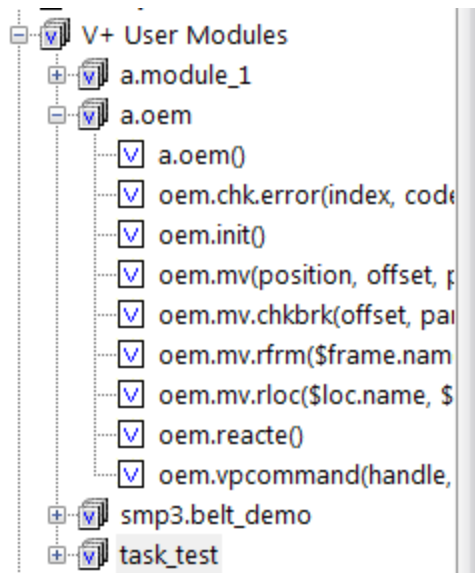 V+ User Modules
a.module_1
a.oem
a.oem()
oem.chk.error(index, code
oem.init()
oem.mv(position, offset, p
oem.mv.chkbrk(offset, par
oem.mv.rfrm($frame.nam
oem.mv.rloc($loc.name, $
oem.reacte()
oem.vpcommand(handle,
smp3.belt_demo
task_test